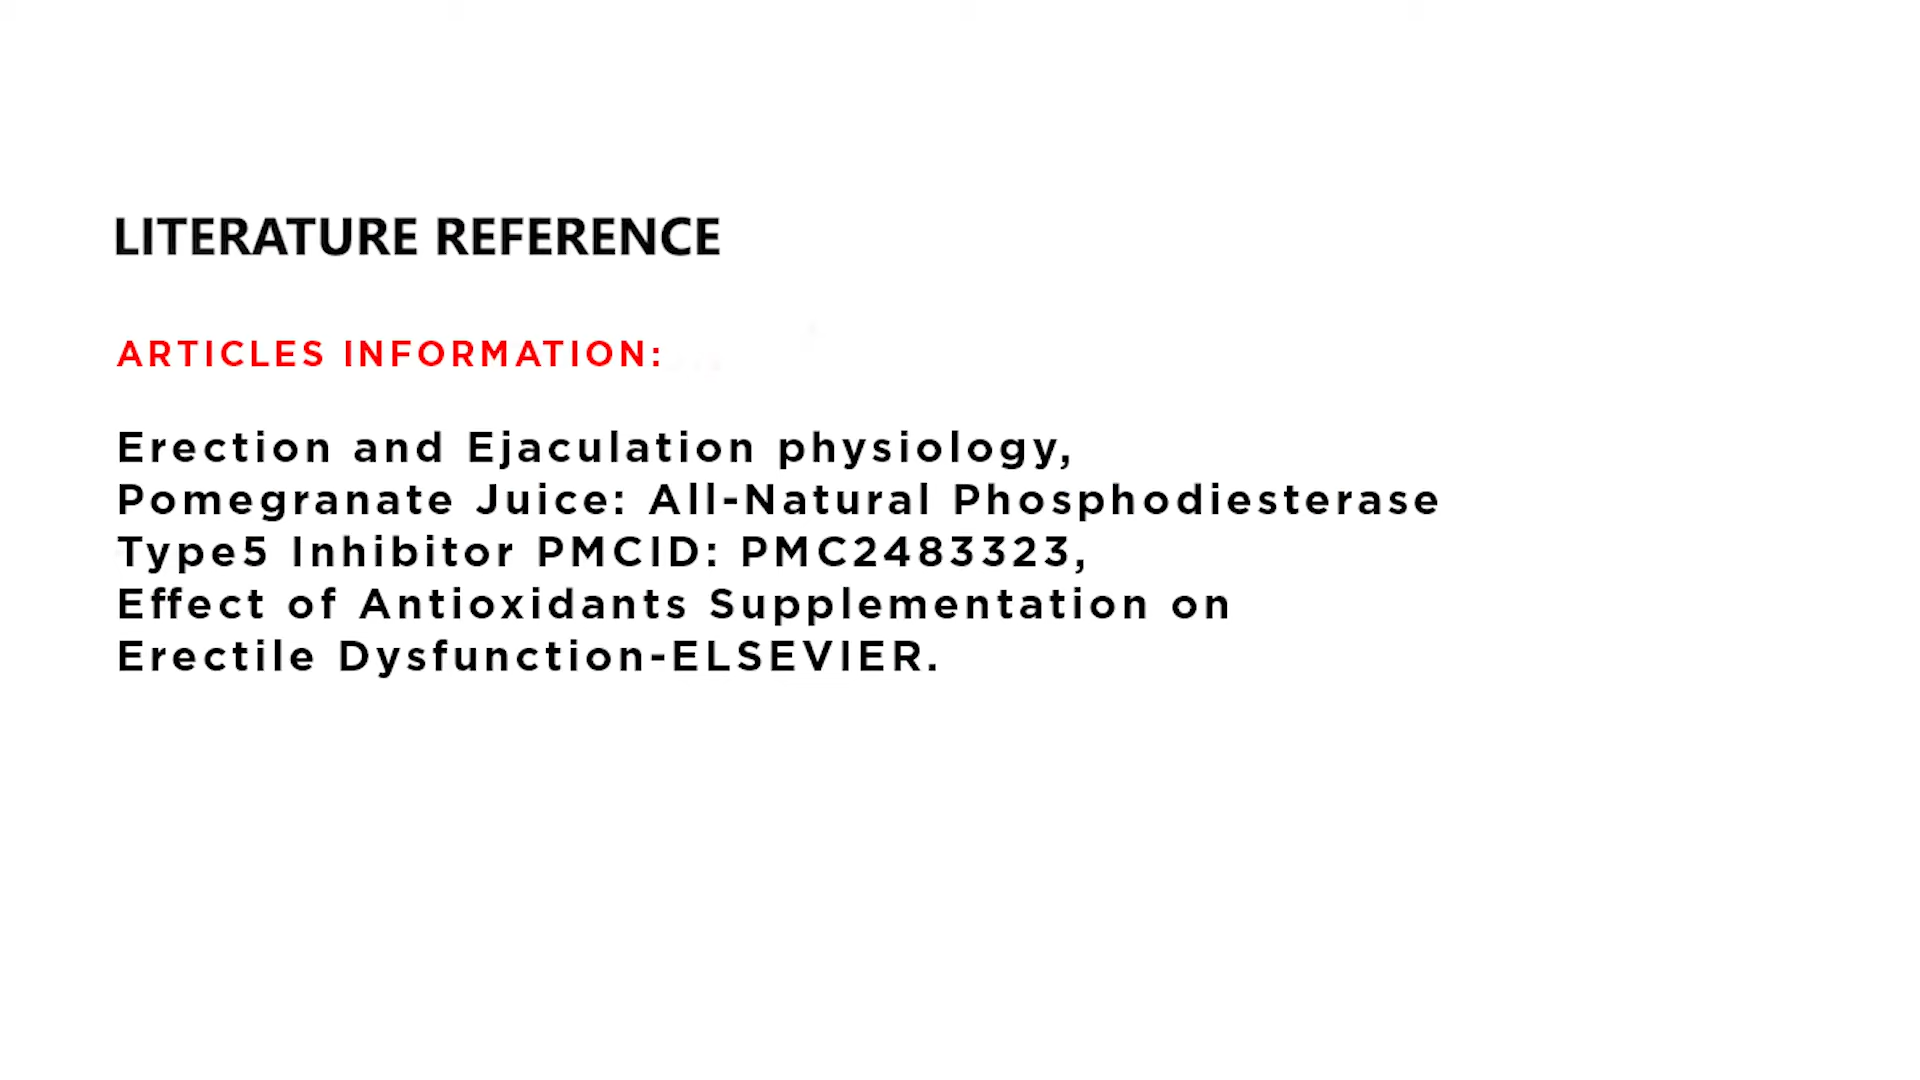 LITERATURE REFERENCE
ARTICLES INFORMATION:
Erection and Ejaculation physiology,
Pomegranate Juice: All-Natural Phosphodiesterase
Type5 Inhibitor PMCID: PMC2483323,
Effect of Antioxidants Supplementation on
Erectile Dysfunction-ELSEVIER.